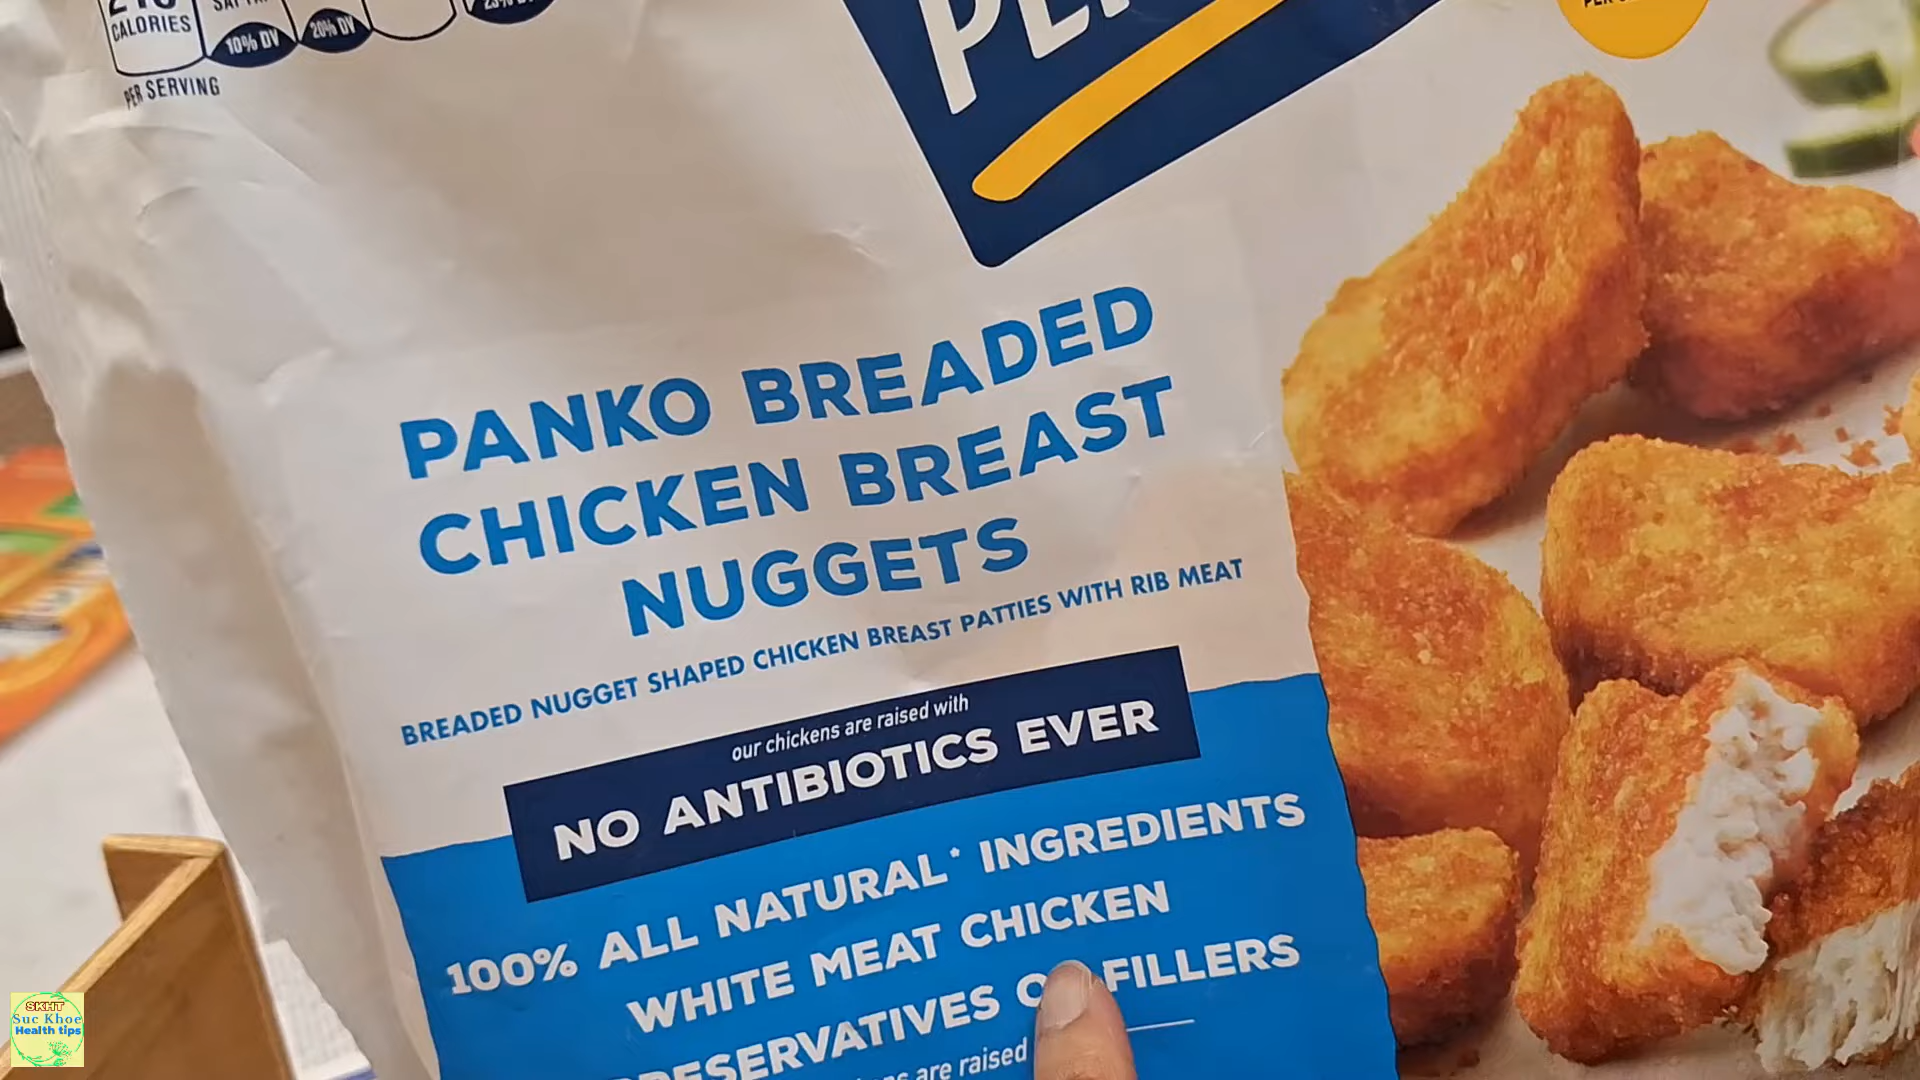 CALORIES
10% DV
20% DV
PER SERVING
PANKO BREADED
CHICKEN BREAST
NUGGETS
BREADED NUGGET SHAPED CHICKEN BREAST PATTIES WITH RIB MEAT
our chickens are raised with
NO ANTIBIOTICS EVER
100% ALL NATURAL* INGREDIENTS
WHITE MEAT CHICKEN
FILLERS
are raised
SKHT
Suc Khoe
Health tips